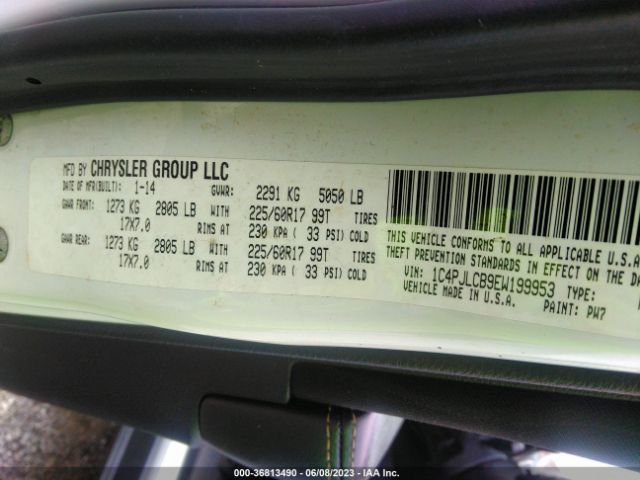 MFD BY CHRYSLER GROUP LLC
DATE OF MFR(BUILT): 1-14 GVWR: 2291 KG 5050 LB
GAWR FRONT: 1273 KG 2805 LB WITH 225/60R17 99T TIRES
17X7.0 RIMS AT 230 KPA ( 33 PSI) COLD
GAWR REAR: 1273 KG 2805 LB WITH 225/60R17 99T TIRES
17X7.0 RIMS AT 230 KPA ( 33 PSI) COLD
THIS VEHICLE CONFORMS TO ALL APPLICABLE U.S.A.
THEFT PREVENTION STANDARDS IN EFFECT ON THE DA
VIN: 1C4PJLCB9EW199953 TYPE:
VEHICLE MADE IN U.S.A. PAINT: PW7
000-36813490 - 06/08/2023 - IAA Inc.